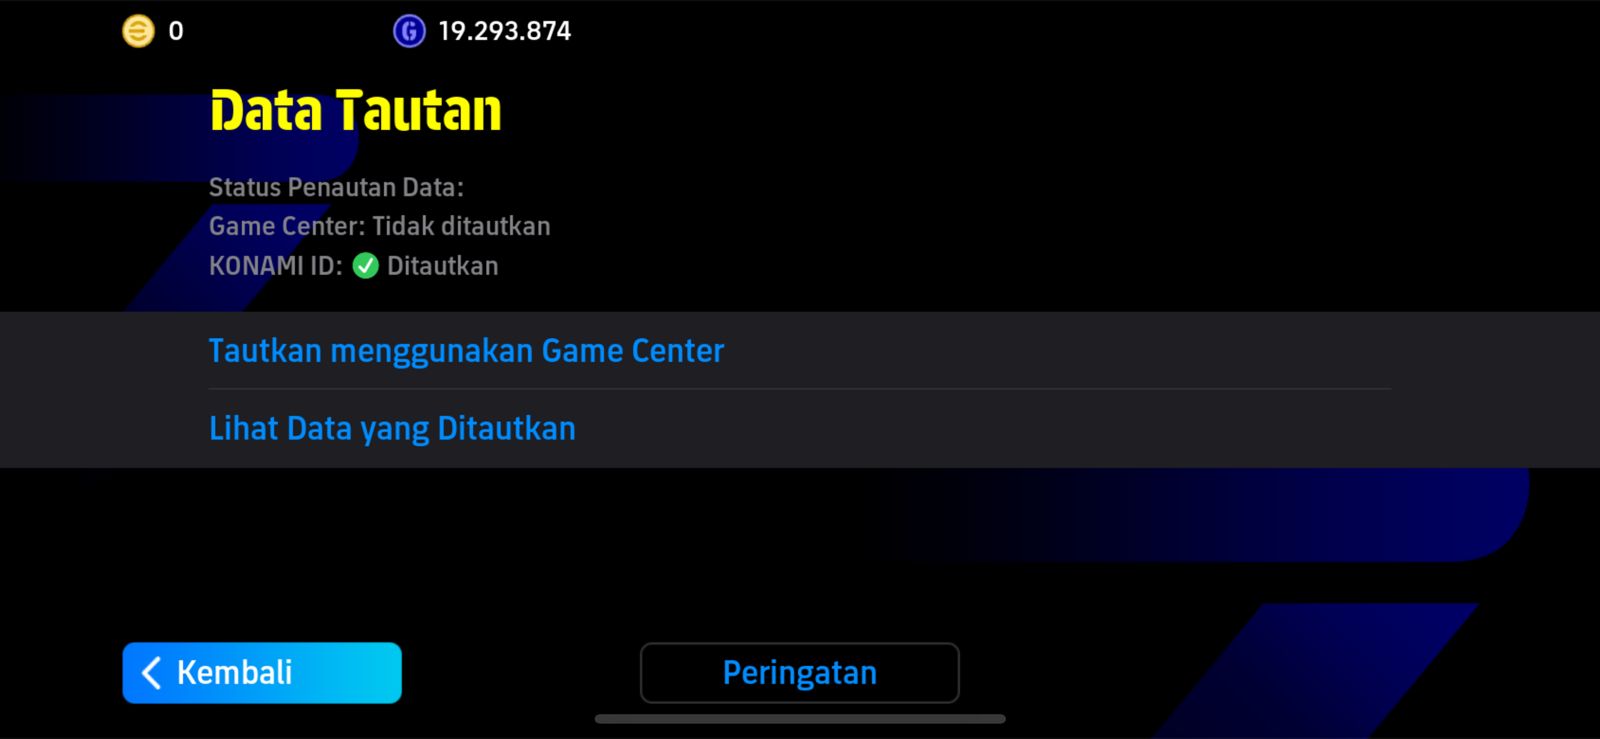 0 19.293.874
Data Tautan
Status Penautan Data:
Game Center: Tidak ditautkan
KONAMI ID: Ditautkan
Tautkan menggunakan Game Center
Lihat Data yang Ditautkan
Kembali
Peringatan